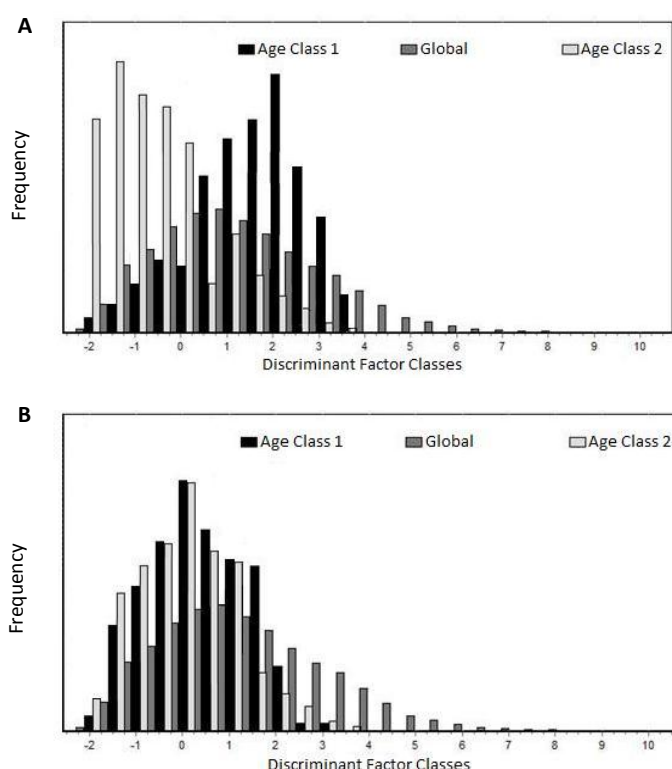 A
Age Class 1 Global Age Class 2
Frequency
-2 -1 0 1 2 3 4 5 6 7 8 9 10
Discriminant Factor Classes
B
Age Class 1 Global Age Class 2
Frequency
-2 -1 0 1 2 3 4 5 6 7 8 9 10
Discriminant Factor Classes